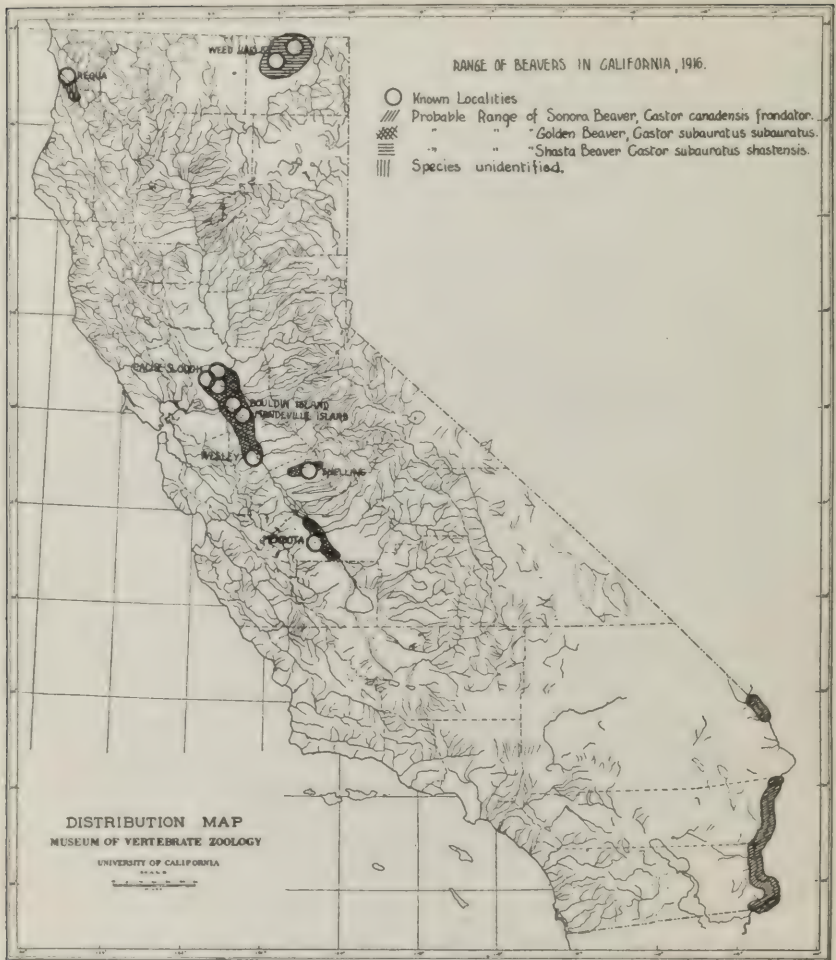 RANGE OF BEAVERS IN CALIFORNIA, 1916.
Known Localities
Probable Range of Sonora Beaver, Castor canadensis frondator.
" " "Golden Beaver, Castor subauratus subauratus.
" " "Shasta Beaver Castor subauratus shastensis.
Species unidentified.
WEED
REQUA
CACHE SLOUGH
BOULDIN ISLAND
MANDEVILLE ISLAND
SNELLING
MENDOTA
DISTRIBUTION MAP
MUSEUM OF VERTEBRATE ZOOLOGY
UNIVERSITY OF CALIFORNIA
SCALE